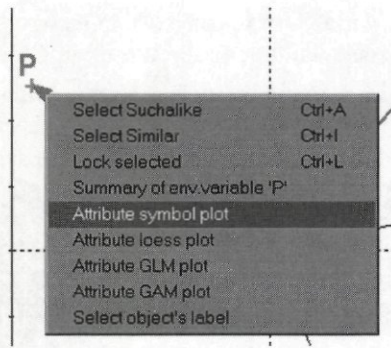 P
Select Suchalike Ctrl+A
Select Similar Ctrl+I
Lock selected Ctrl+L
Summary of env.variable 'P'
Attribute symbol plot
Attribute loess plot
Attribute GLM plot
Attribute GAM plot
Select object's label